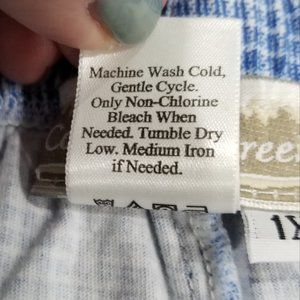 Machine Wash Cold,
Gentle Cycle.
Only Non-Chlorine
Bleach When
Needed. Tumble Dry
Low. Medium Iron
if Needed.
1X